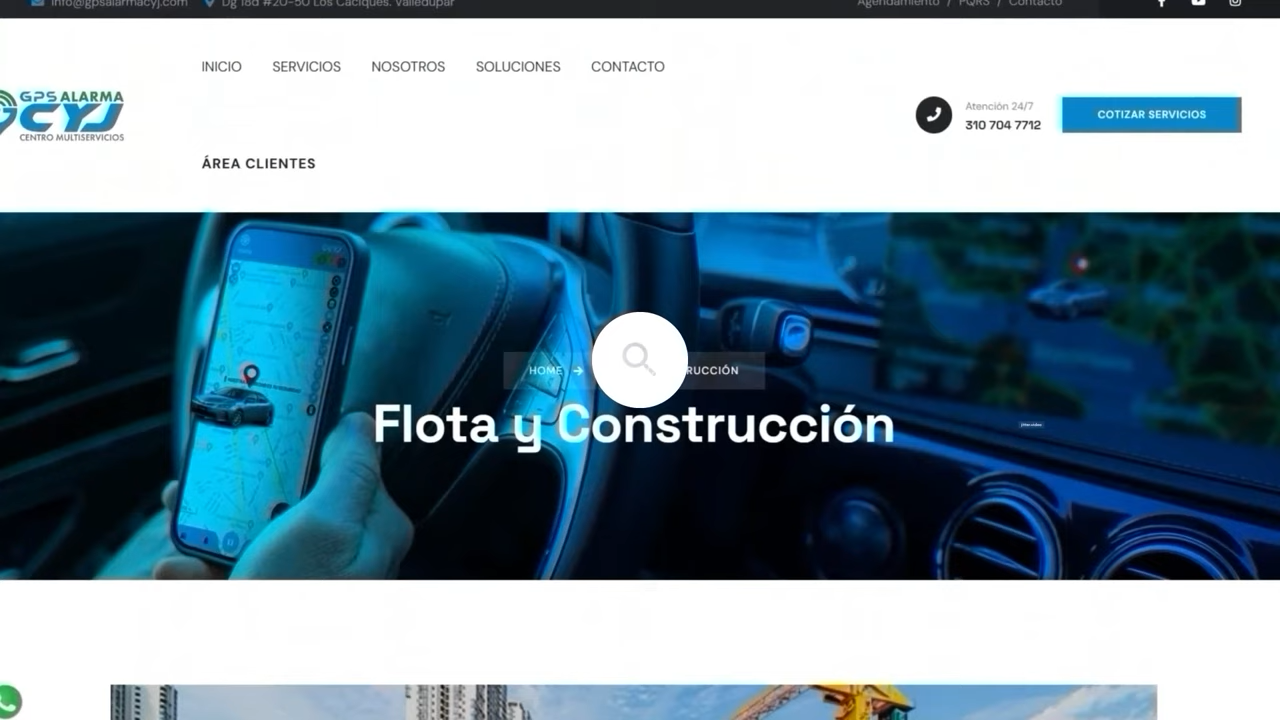 info@gpsalarmacyj.com
Dg 18d #20-50 Los Caciques. Valledupar
Agendamiento / PQRS / Contacto
INICIO SERVICIOS NOSOTROS SOLUCIONES CONTACTO
GPS ALARMA
CYJ
CENTRO MULTISERVICIOS
Atención 24/7
310 704 7712
COTIZAR SERVICIOS
ÁREA CLIENTES
HOME → RUCCIÓN
Flota y Construcción